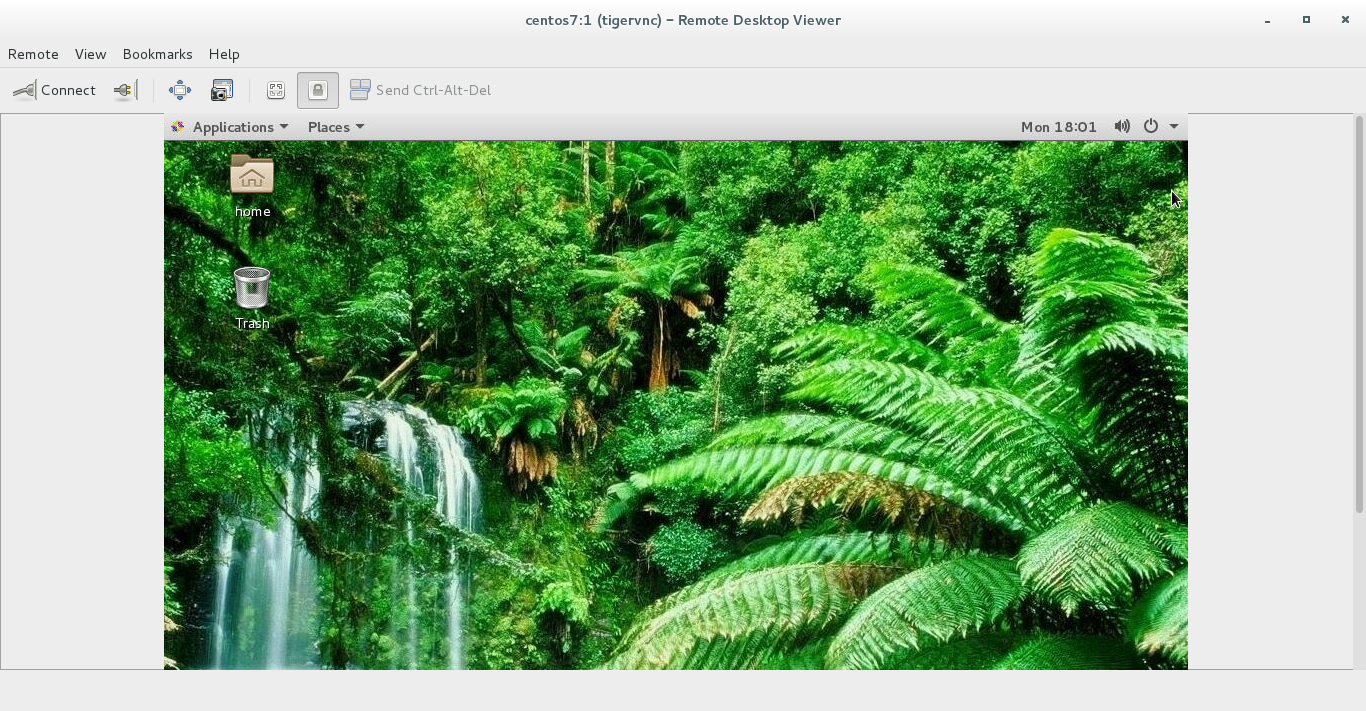 centos7:1 (tigervnc) – Remote Desktop Viewer
Remote View Bookmarks Help
Connect Send Ctrl-Alt-Del
Applications Places Mon 18:01
home
Trash